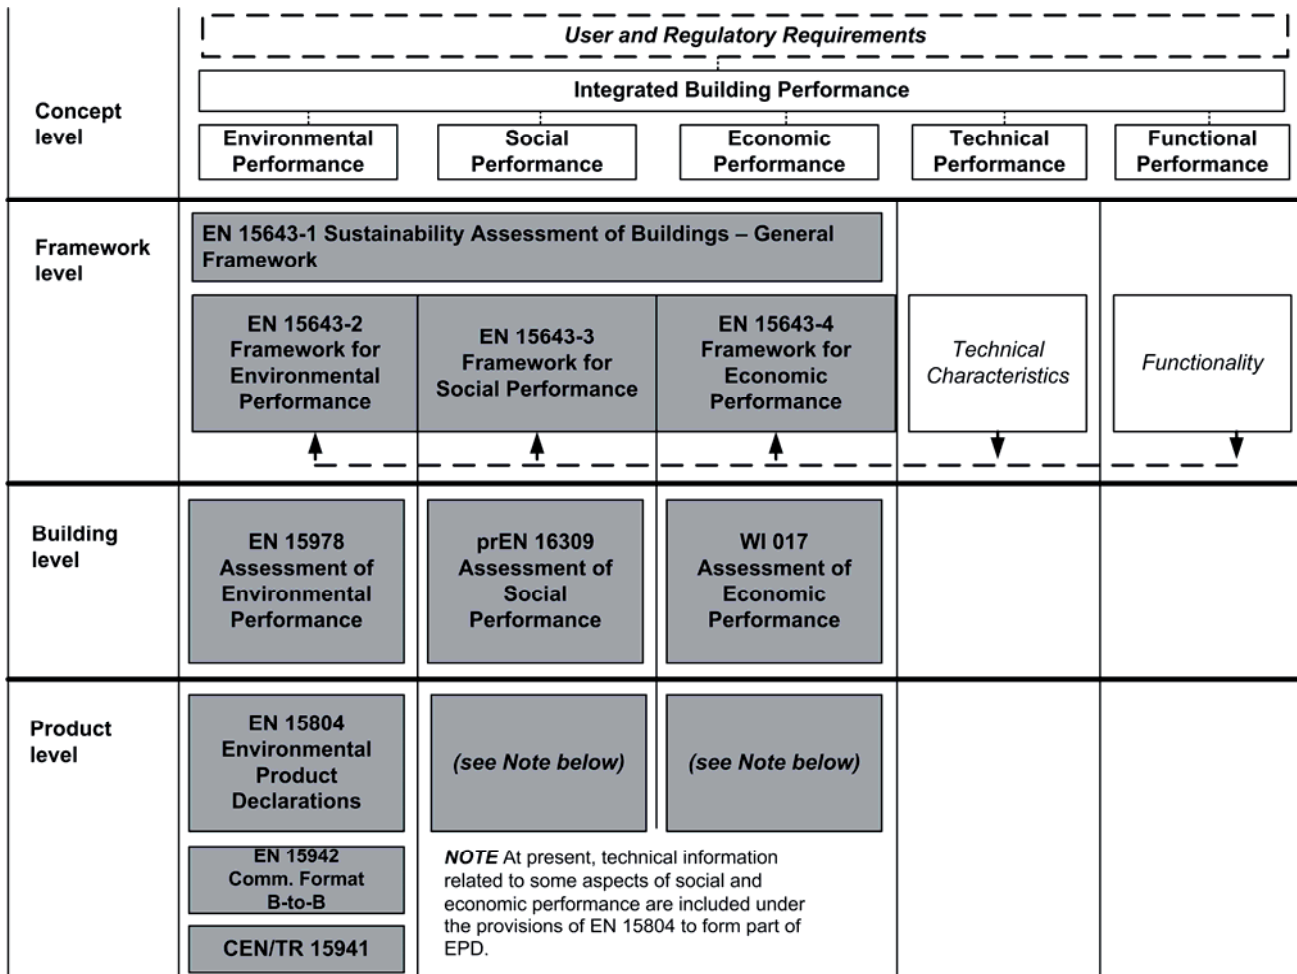 User and Regulatory Requirements
Integrated Building Performance
Concept
level
Environmental
Performance
Social
Performance
Economic
Performance
Technical
Performance
Functional
Performance
Framework
level
EN 15643-1 Sustainability Assessment of Buildings – General
Framework
EN 15643-2
Framework for
Environmental
Performance
EN 15643-3
Framework for
Social Performance
EN 15643-4
Framework for
Economic
Performance
Technical
Characteristics
Functionality
Building
level
EN 15978
Assessment of
Environmental
Performance
prEN 16309
Assessment of
Social
Performance
WI 017
Assessment of
Economic
Performance
Product
level
EN 15804
Environmental
Product
Declarations
(see Note below)
(see Note below)
EN 15942
Comm. Format
B-to-B
CEN/TR 15941
NOTE At present, technical information
related to some aspects of social and
economic performance are included under
the provisions of EN 15804 to form part of
EPD.